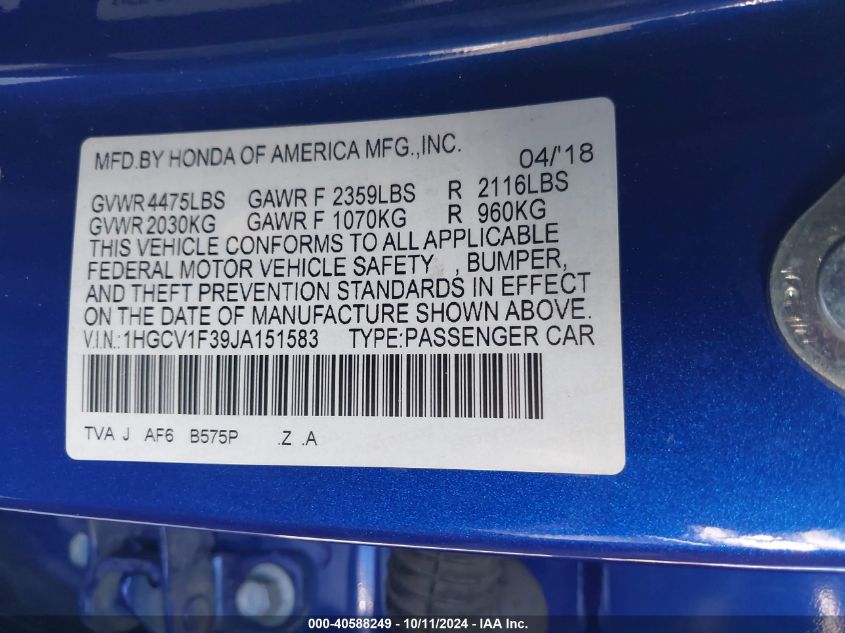 MFD.BY HONDA OF AMERICA MFG.,INC. 04/'18
GVWR 4475LBS GAWR F 2359LBS R 2116LBS
GVWR 2030KG GAWR F 1070KG R 960KG
THIS VEHICLE CONFORMS TO ALL APPLICABLE
FEDERAL MOTOR VEHICLE SAFETY , BUMPER,
AND THEFT PREVENTION STANDARDS IN EFFECT
ON THE DATE OF MANUFACTURE SHOWN ABOVE.
V.I.N.:1HGCV1F39JA151583 TYPE:PASSENGER CAR
TVA J AF6 B575P .Z .A
000-40588249 - 10/11/2024 - IAA Inc.